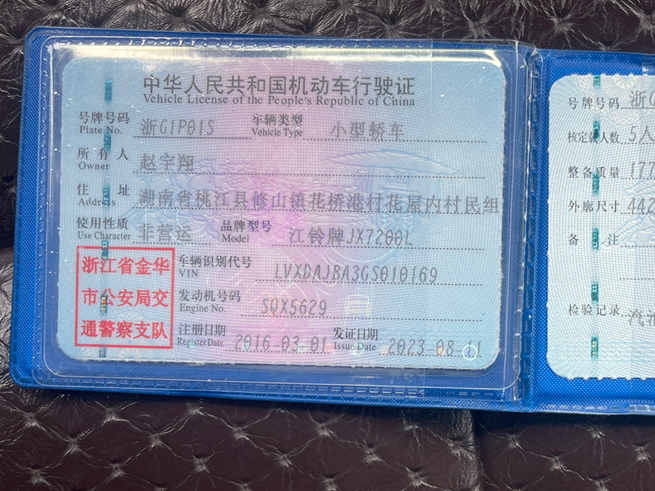 中华人民共和国机动车行驶证
Vehicle License of the People's Republic of China
号牌号码 Plate No. 浙G1P01S 车辆类型 Vehicle Type 小型轿车
所有人 Owner 赵宇翔
住址 Address 湖南省桃江县修山镇花桥港村花屋内村民组
使用性质 Use Character 非营运 品牌型号 Model 江铃牌JX7200L
浙江省金华
市公安局交
通警察支队
车辆识别代号 VIN LVXDAJBA3GS010169
发动机号码 Engine No. SQX5629
注册日期 Register Date 2016-03-01 发证日期 Issue Date 2023-08-11
号牌号码 浙G
核定载人数 5人
整备质量 177
外廓尺寸 442
备注
检验记录 汽油